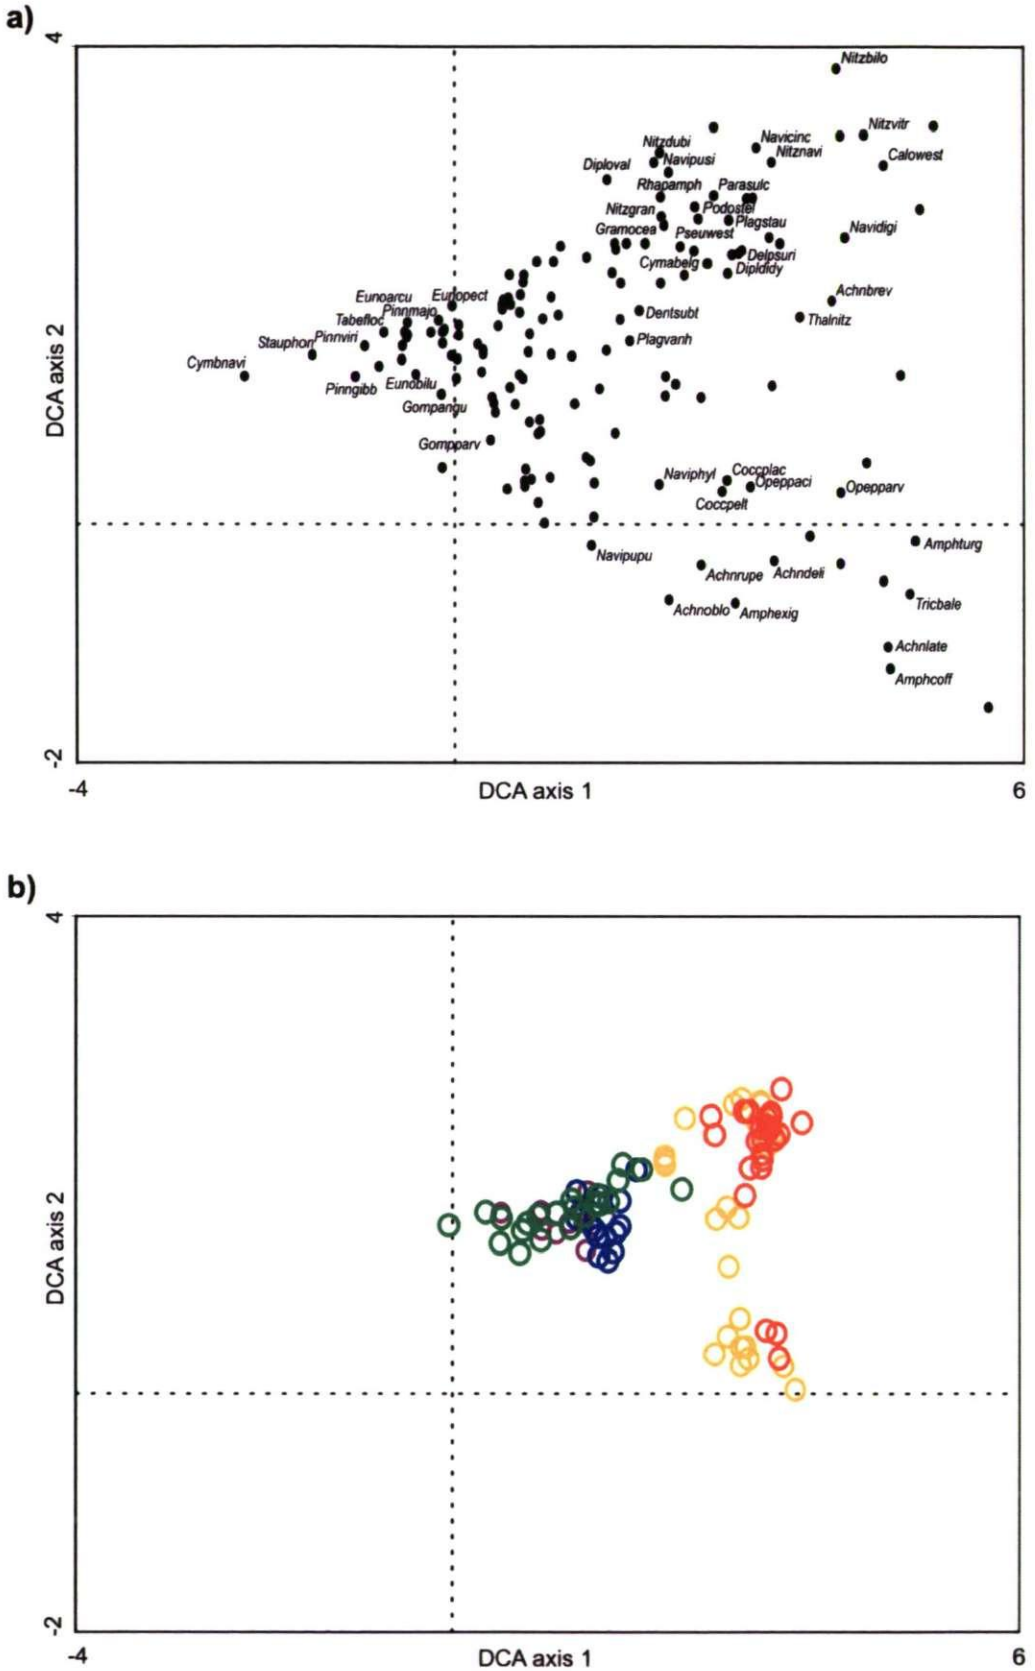 a)
4
Nitzbilo
Nitzvitr
Navicinc
Nitzdubi
Nitznavi
Calowest
Navipusi
Diploval
Rhapamph Parasulc
Nitzgran Podostel
Plagstau
Gramocea Pseuwest
Navidigi
Delpsuri
Cymabelg
Dipldidy
Achnbrev
Eunoarcu Eunopect
Pinnmajo
Tabefloc
Dentsubt
Thalnitz
Stauphon Pinnviri
Plagvanh
Cymbnavi
Pinngibb Eunobilu
Gompangu
Gompparv
Naviphyl Coccplac
Opeppaci
Opepparv
Coccpelt
Navipupu
Amphturg
Achnrupe Achndeli
Achnoblo Amphexig
Tricbale
Achnlate
Amphcoff
DCA axis 2
-2
-4
DCA axis 1
6
b)
4
DCA axis 2
-2
-4
DCA axis 1
6